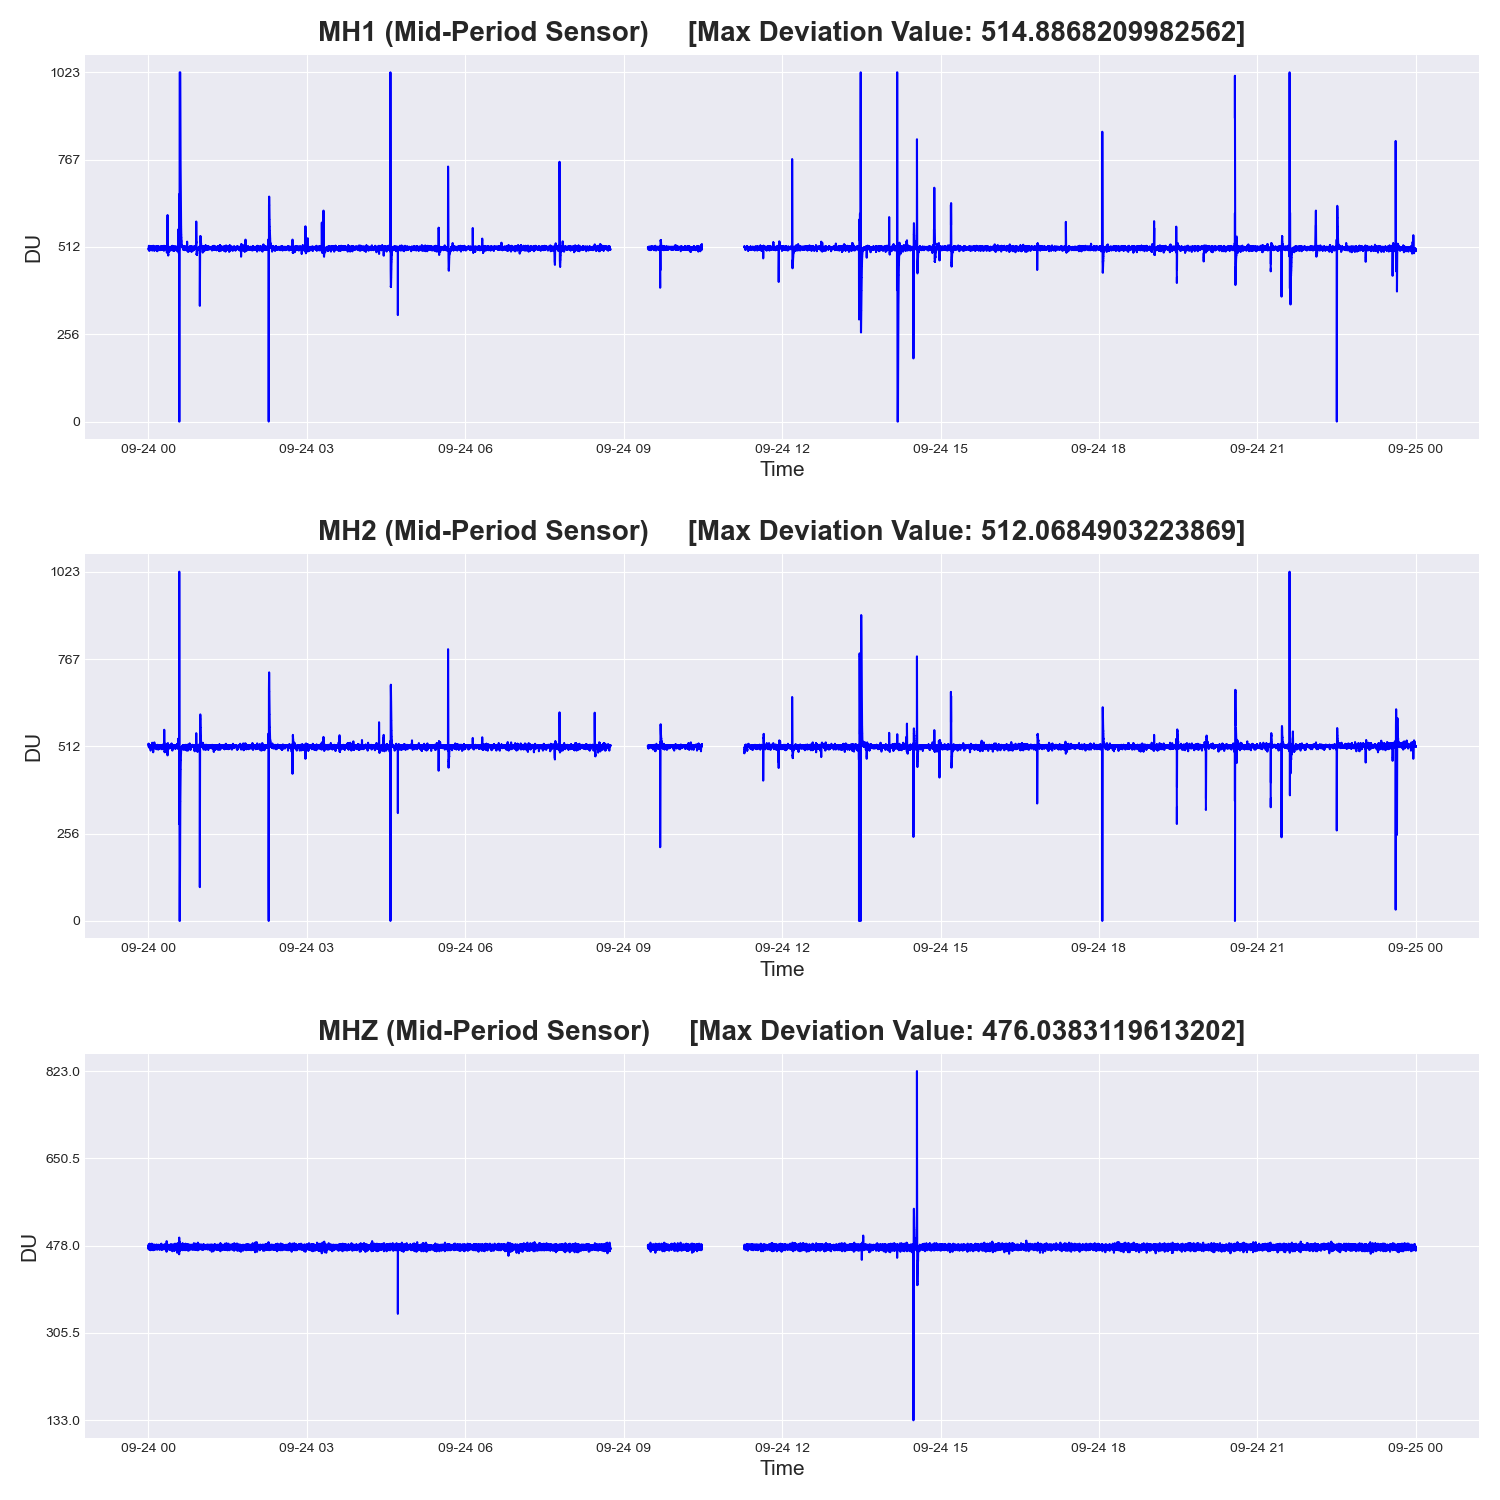 MH1 (Mid-Period Sensor) [Max Deviation Value: 514.8868209982562]
1023
767
512
256
0
DU
09-24 00 09-24 03 09-24 06 09-24 09 09-24 12 09-24 15 09-24 18 09-24 21 09-25 00
Time
MH2 (Mid-Period Sensor) [Max Deviation Value: 512.0684903223869]
1023
767
512
256
0
DU
09-24 00 09-24 03 09-24 06 09-24 09 09-24 12 09-24 15 09-24 18 09-24 21 09-25 00
Time
MHZ (Mid-Period Sensor) [Max Deviation Value: 476.0383119613202]
823.0
650.5
478.0
305.5
133.0
DU
09-24 00 09-24 03 09-24 06 09-24 09 09-24 12 09-24 15 09-24 18 09-24 21 09-25 00
Time